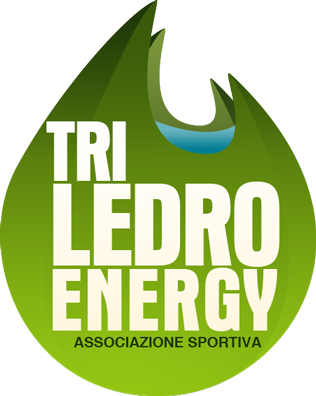 TRI
LEDRO
ENERGY
ASSOCIAZIONE SPORTIVA